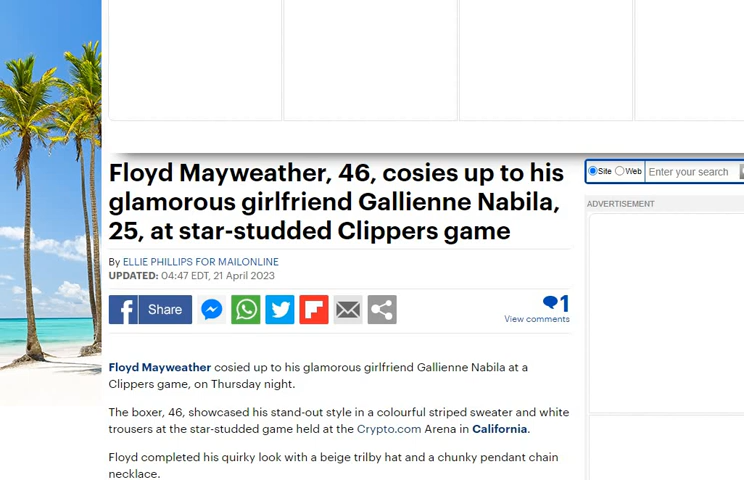 Floyd Mayweather, 46, cosies up to his
glamorous girlfriend Gallienne Nabila,
25, at star-studded Clippers game
Site Web Enter your search
ADVERTISEMENT
By ELLIE PHILLIPS FOR MAILONLINE
UPDATED: 04:47 EDT, 21 April 2023
Share
1
View comments
Floyd Mayweather cosied up to his glamorous girlfriend Gallienne Nabila at a
Clippers game, on Thursday night.
The boxer, 46, showcased his stand-out style in a colourful striped sweater and white
trousers at the star-studded game held at the Crypto.com Arena in California.
Floyd completed his quirky look with a beige trilby hat and a chunky pendant chain
necklace.